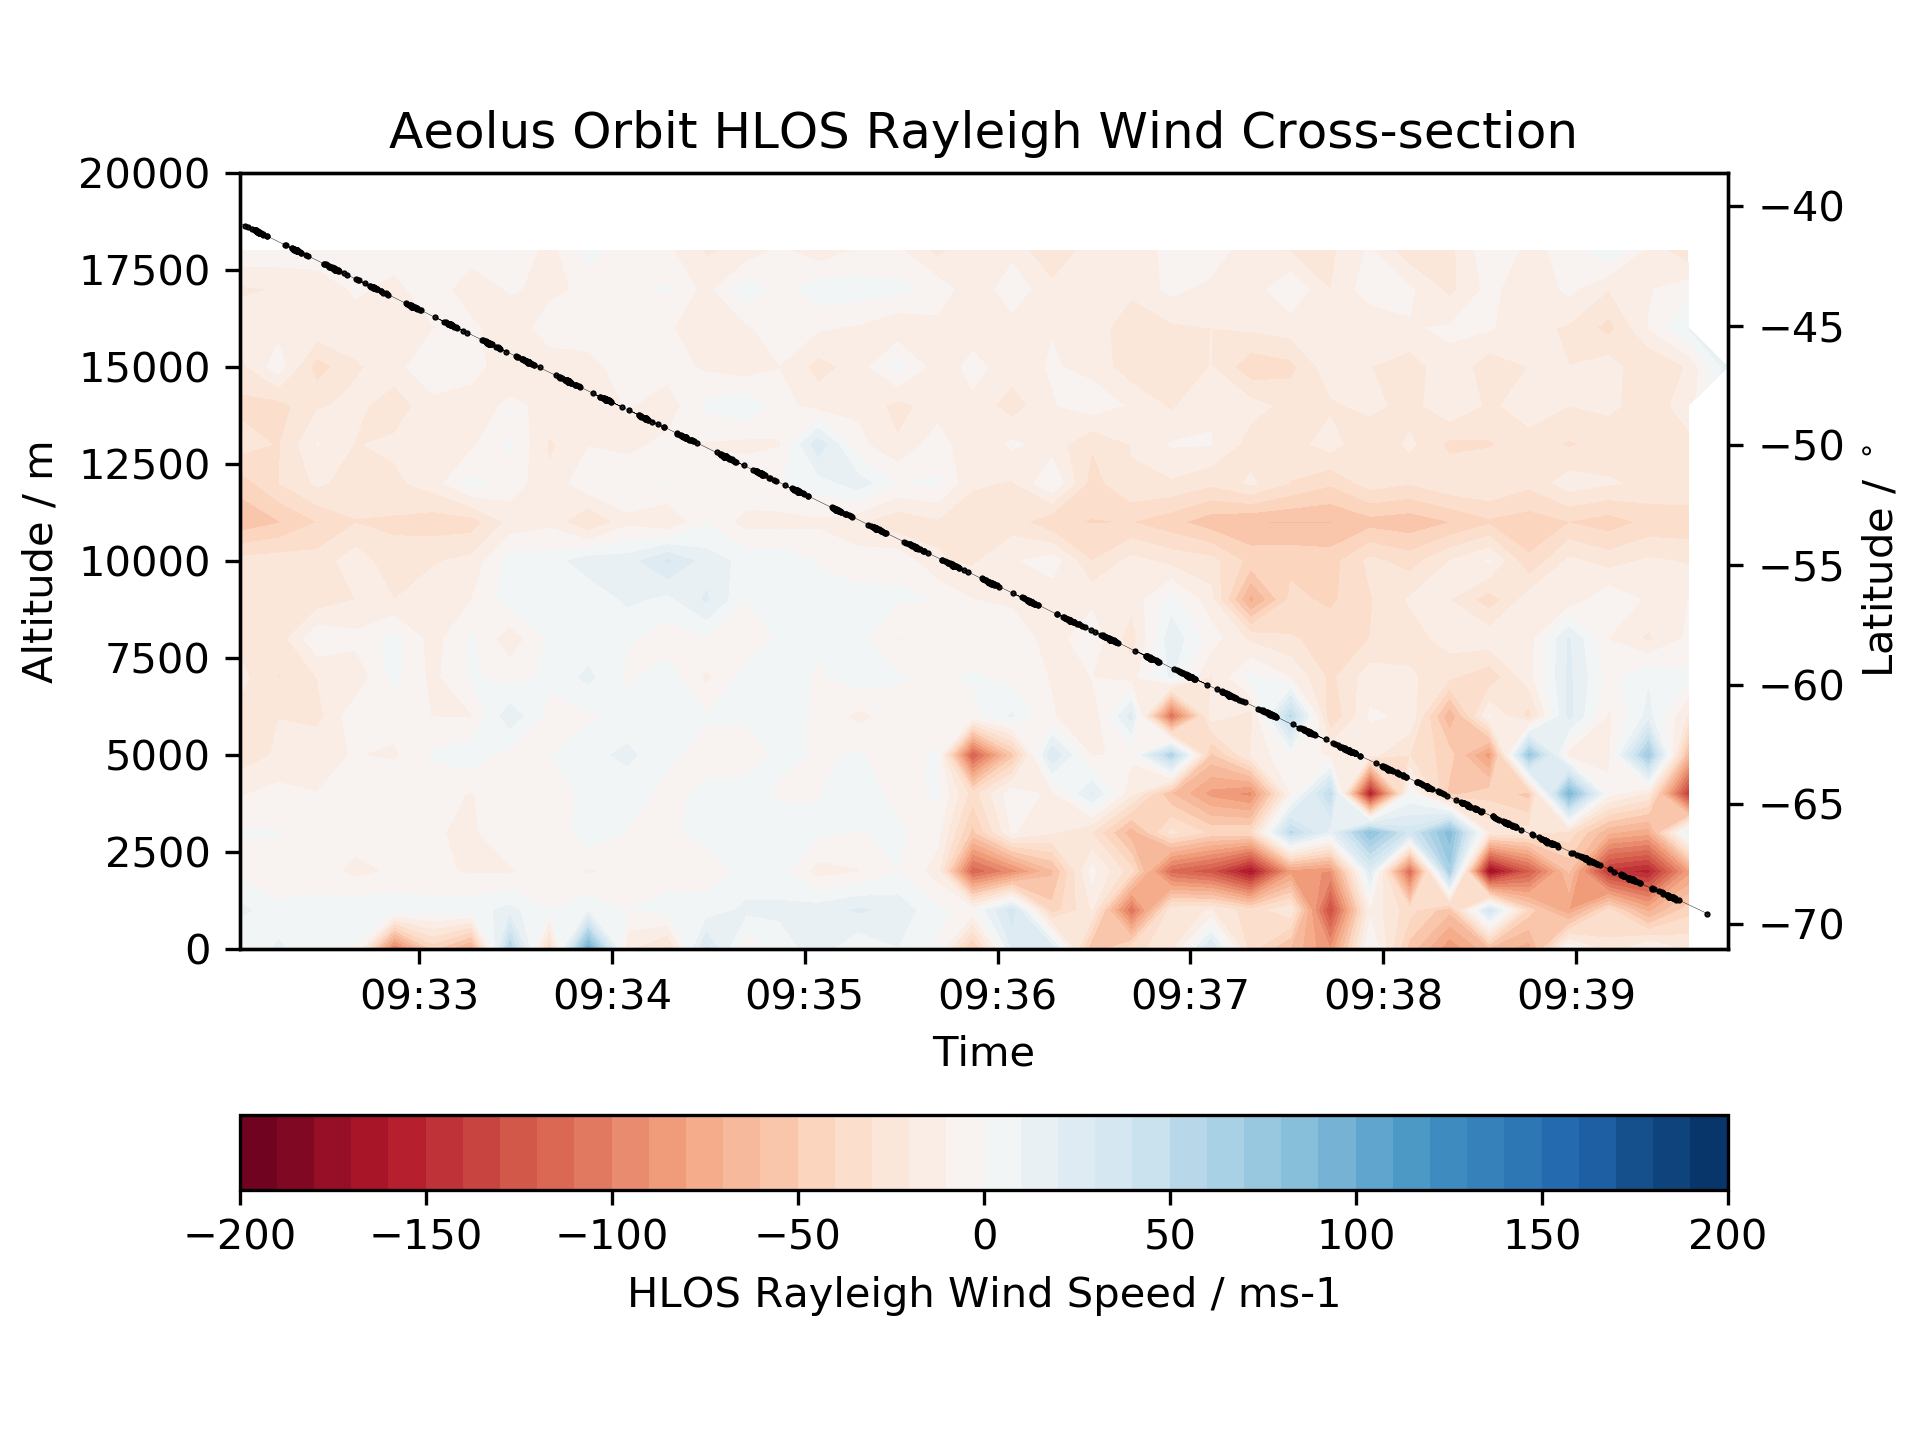 Aeolus Orbit HLOS Rayleigh Wind Cross-section
20000
17500
15000
12500
10000
7500
5000
2500
0
Altitude / m
−40
−45
−50
−55
−60
−65
−70
Latitude / °
09:33 09:34 09:35 09:36 09:37 09:38 09:39
Time
−200 −150 −100 −50 0 50 100 150 200
HLOS Rayleigh Wind Speed / ms-1